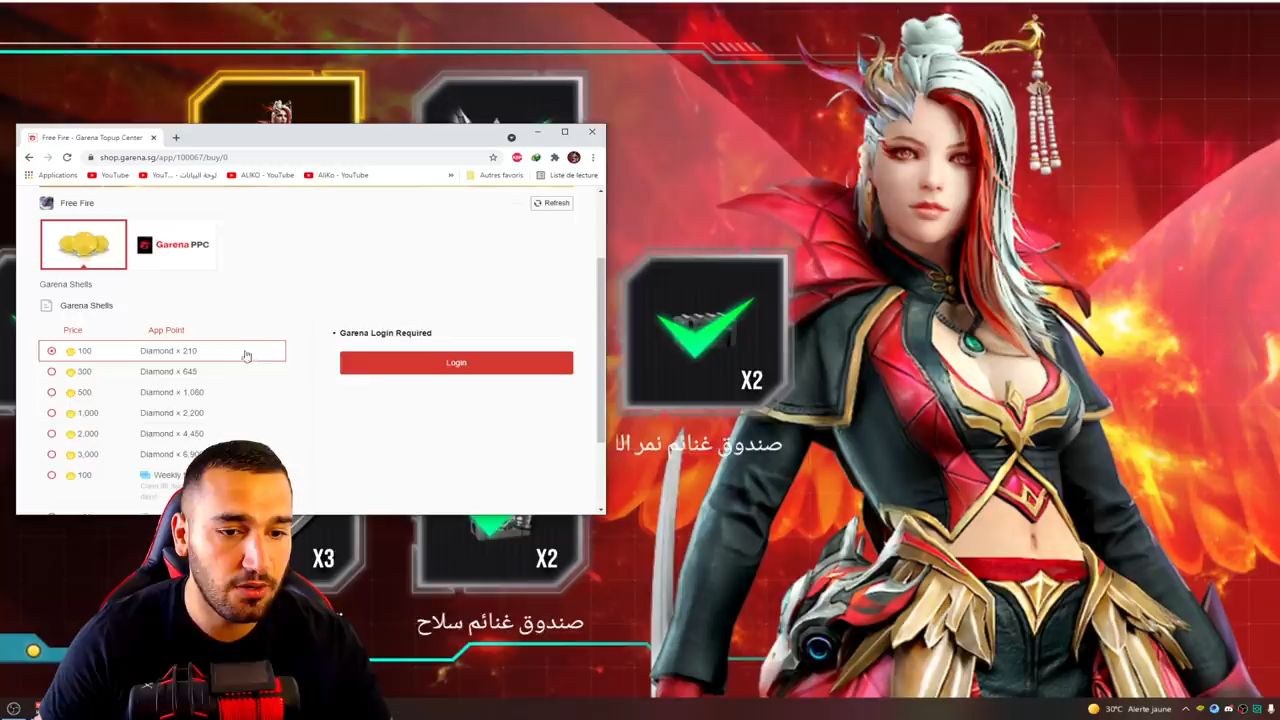 Free Fire - Garena Topup Center
shop.garena.sg/app/100067/buy/0
Applications
YouTube
YouT... - لوحة البيانات
ALIKO - YouTube
AliKo - YouTube
»
Autres favoris
Liste de lecture
Free Fire
Refresh
Garena PPC
Garena Shells
Garena Shells
Price App Point
100 Diamond × 210
300 Diamond × 645
500 Diamond × 1,080
1,000 Diamond × 2,200
2,000 Diamond × 4,450
3,000
100 Weekly
Garena Login Required
Login
X2
صندوق غنائم نمر ال
X3
X2
صندوق غنائم سلاح
30°C Alerte jaune